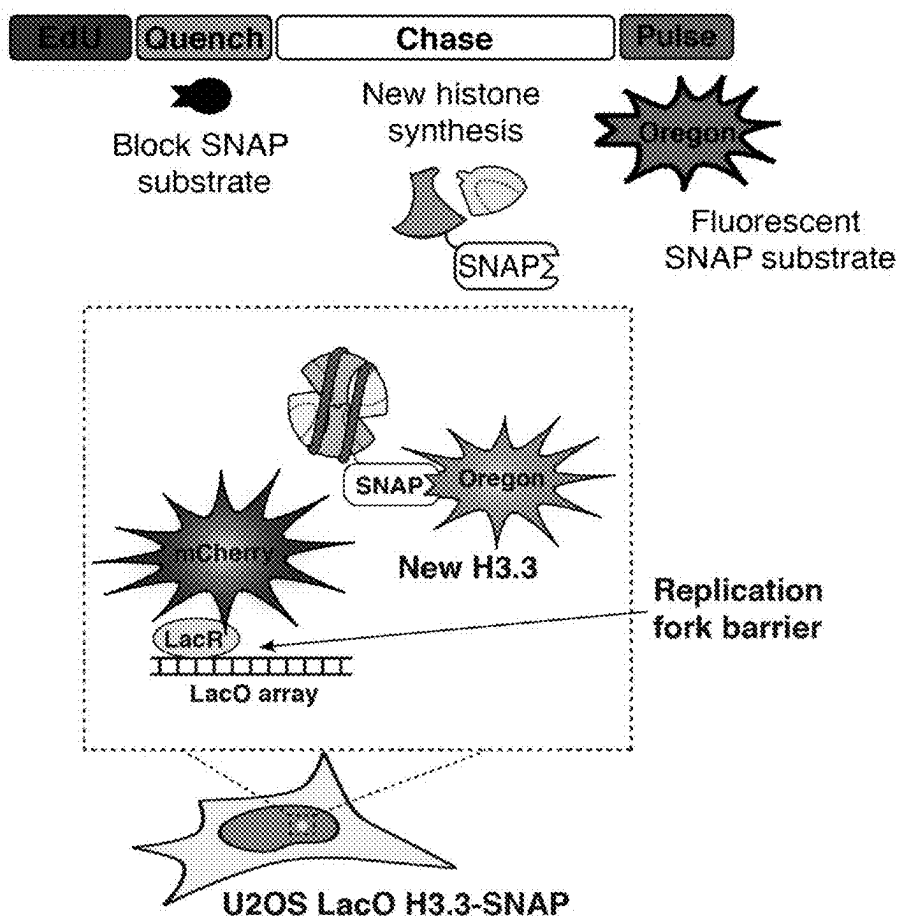 EdU Quench Chase Pulse
Block SNAP
substrate
New histone
synthesis
SNAP
Oregon
Fluorescent
SNAP substrate
SNAP
Oregon
New H3.3
mCherry
LacR
LacO array
Replication
fork barrier
U2OS LacO H3.3-SNAP